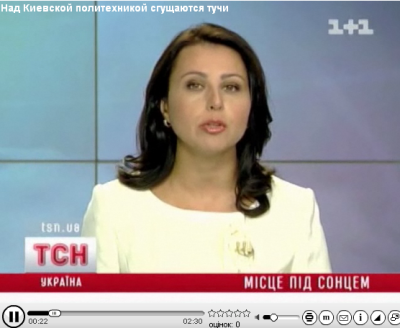 Над Киевской политехникой сгущаются тучи
1+1
tsn.ua
ТСН
УКРАЇНА
МІСЦЕ ПІД СОНЦЕМ
00:22
02:30
оцінок: 0
m
i